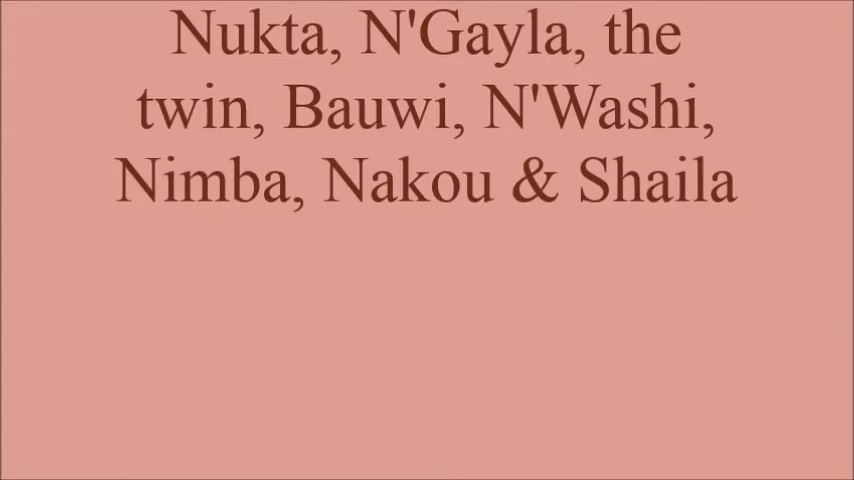 Nukta, N'Gayla, the
twin, Bauwi, N'Washi,
Nimba, Nakou & Shaila